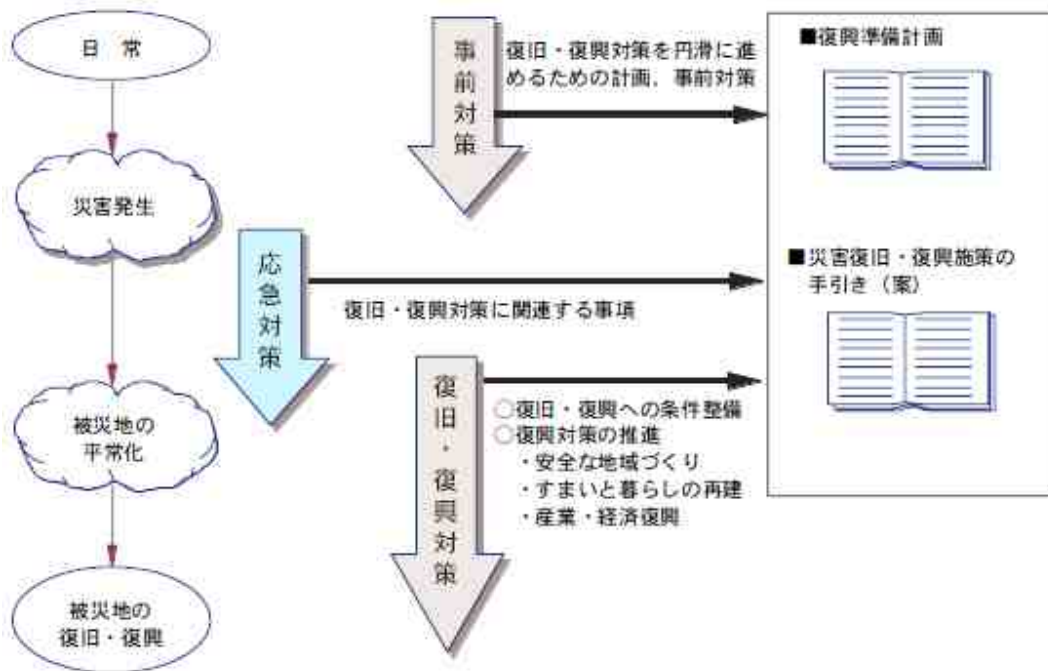 日 常
災害発生
被災地の
平常化
被災地の
復旧・復興
事前対策
復旧・復興対策を円滑に進
めるための計画，事前対策
応急対策
復旧・復興対策に関連する事項
復旧・復興対策
○復旧・復興への条件整備
○復興対策の推進
・安全な地域づくり
・すまいと暮らしの再建
・産業・経済復興
■復興準備計画
■災害復旧・復興施策の
手引き（案）